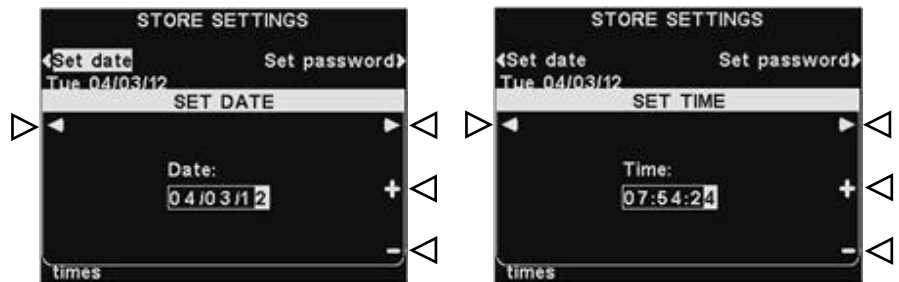 STORE SETTINGS
Set date Set password
Tue 04/03/12
SET DATE
Date:
04/03/12
+
-
times
STORE SETTINGS
Set date Set password
Tue 04/03/12
SET TIME
Time:
07:54:24
+
-
times